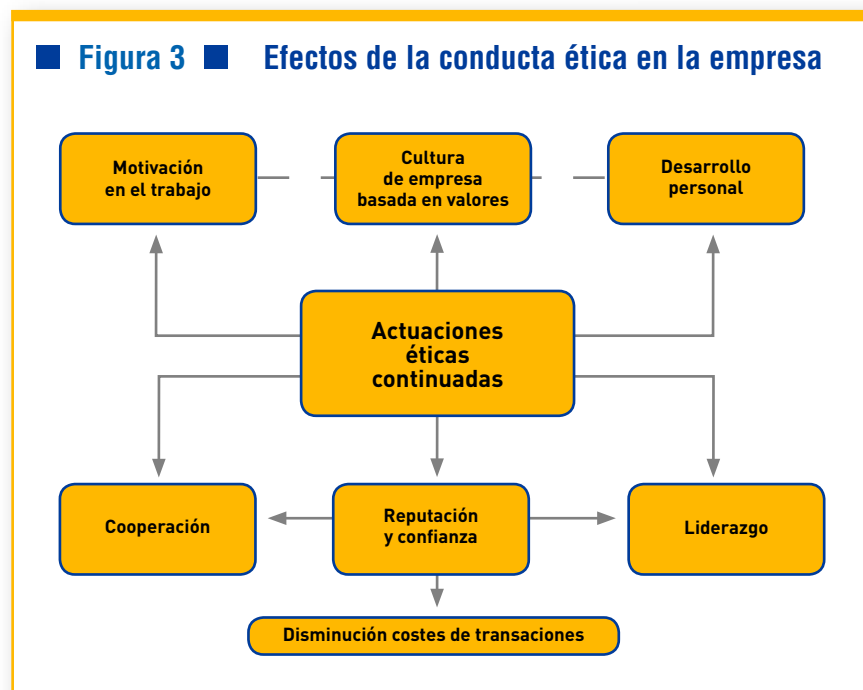 Figura 3 Efectos de la conducta ética en la empresa
Motivación
en el trabajo
Cultura
de empresa
basada en valores
Desarrollo
personal
Actuaciones
éticas
continuadas
Cooperación
Reputación
y confianza
Liderazgo
Disminución costes de transaciones